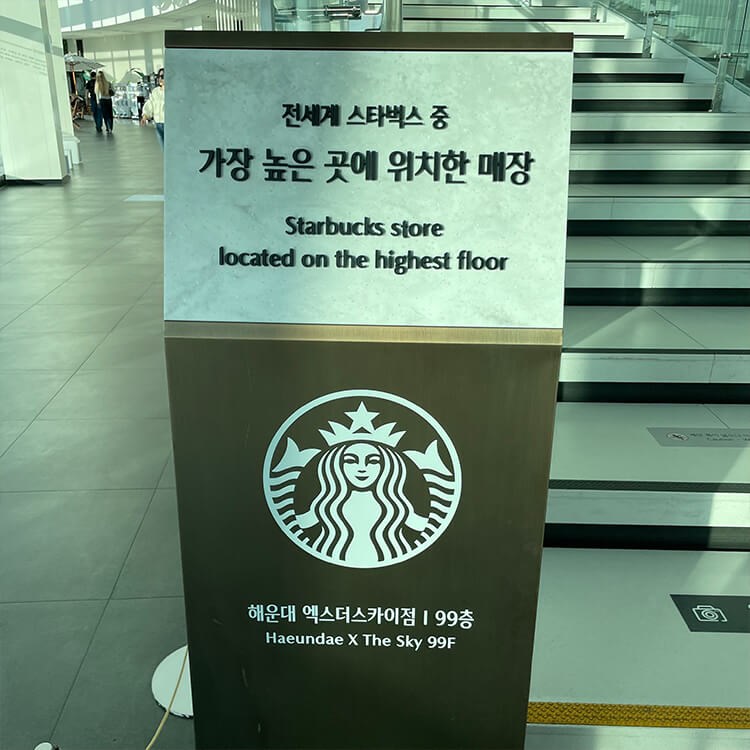 전세계 스타벅스 중
가장 높은 곳에 위치한 매장
Starbucks store
located on the highest floor
해운대 엑스더스카이점 | 99층
Haeundae X The Sky 99F